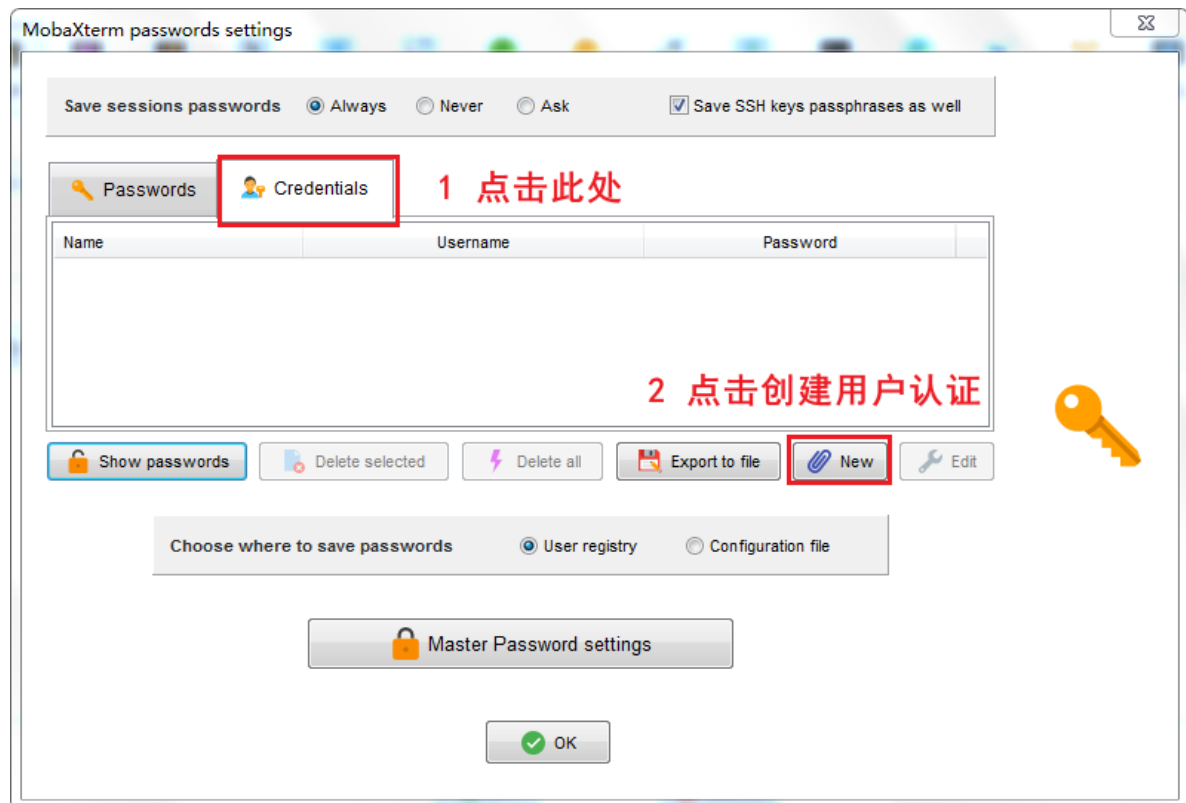 MobaXterm passwords settings
Save sessions passwords Always Never Ask Save SSH keys passphrases as well
Passwords Credentials 1 点击此处
Name Username Password
2 点击创建用户认证
Show passwords Delete selected Delete all Export to file New Edit
Choose where to save passwords User registry Configuration file
Master Password settings
OK